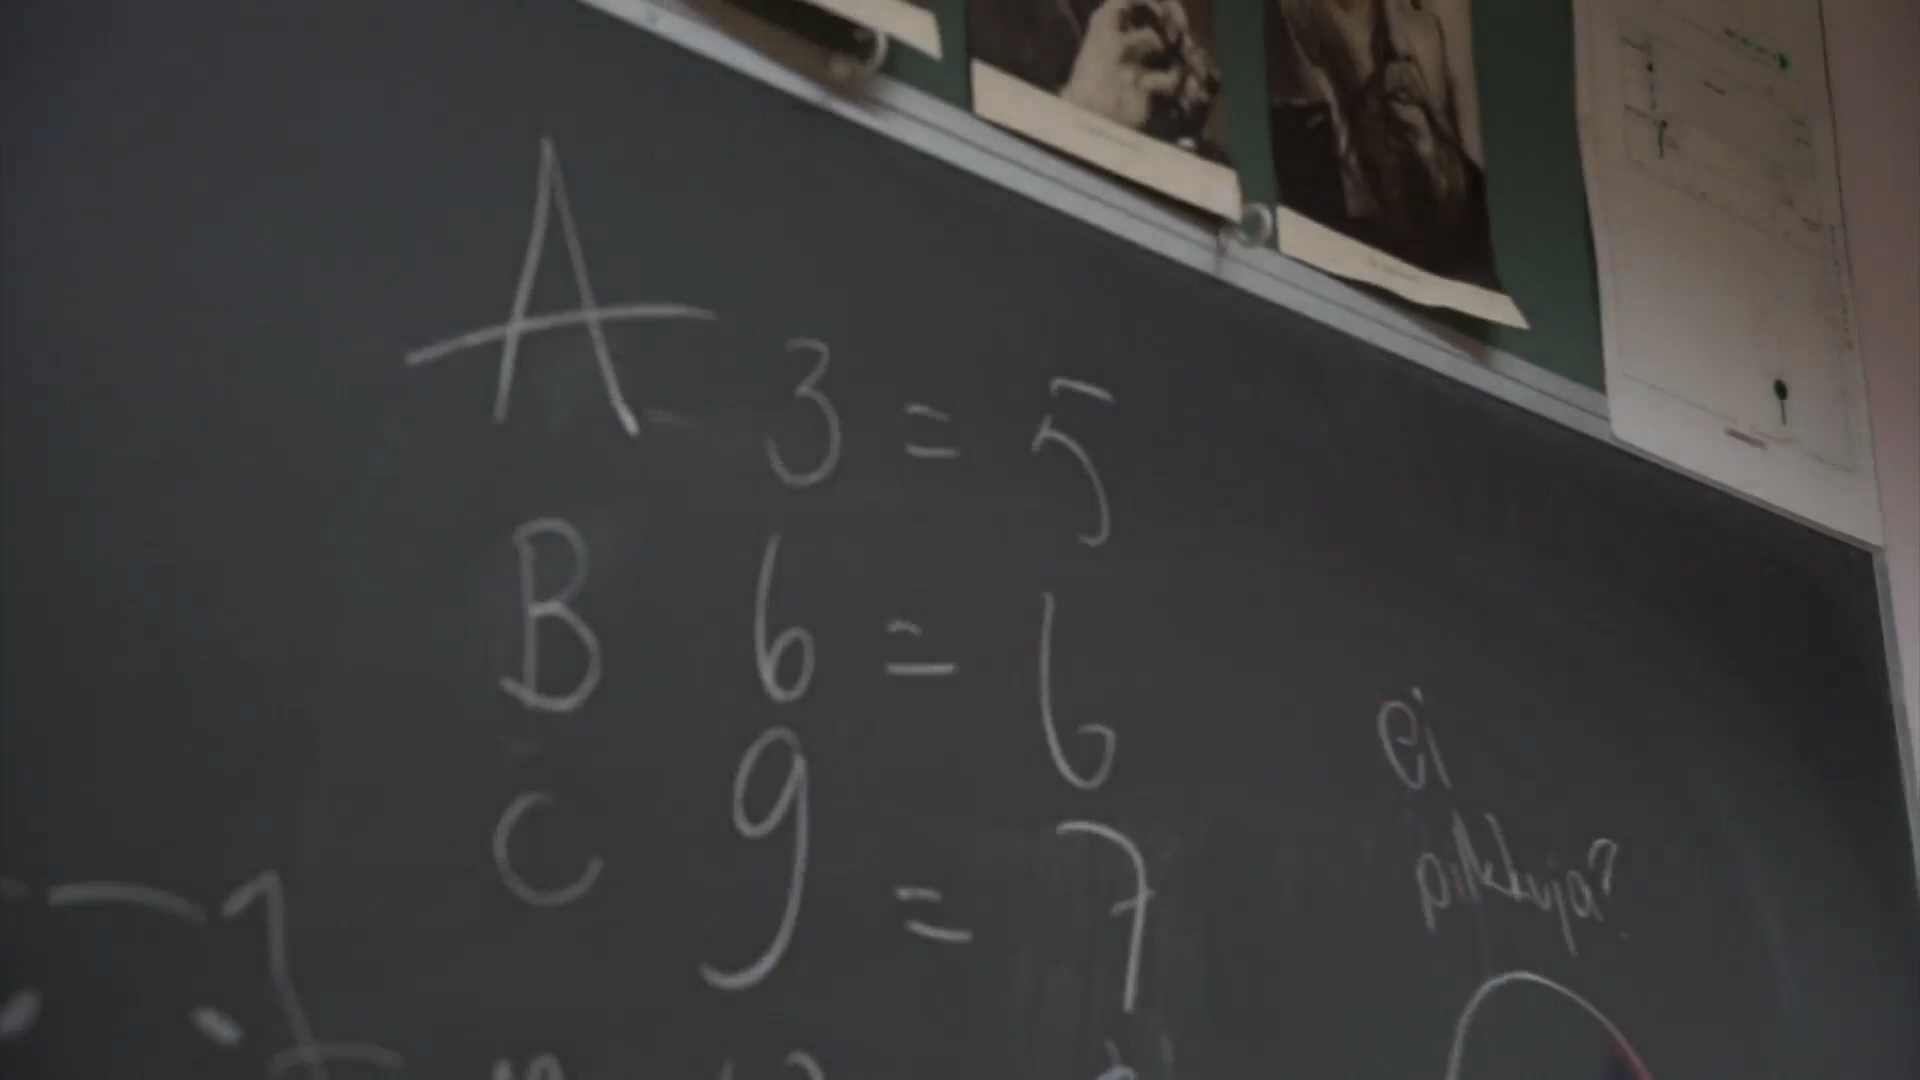 A 3 = 5
B 6 = 6
C 9 = 7
ei
pilkkuja?